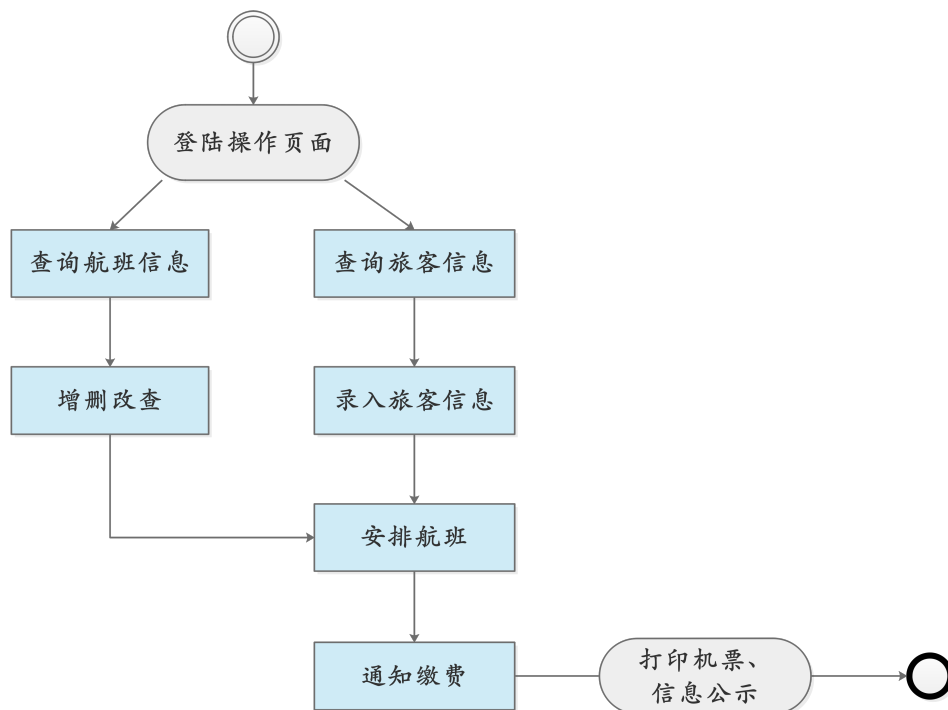 登陆操作页面
查询航班信息
查询旅客信息
增删改查
录入旅客信息
安排航班
通知缴费
打印机票、
信息公示